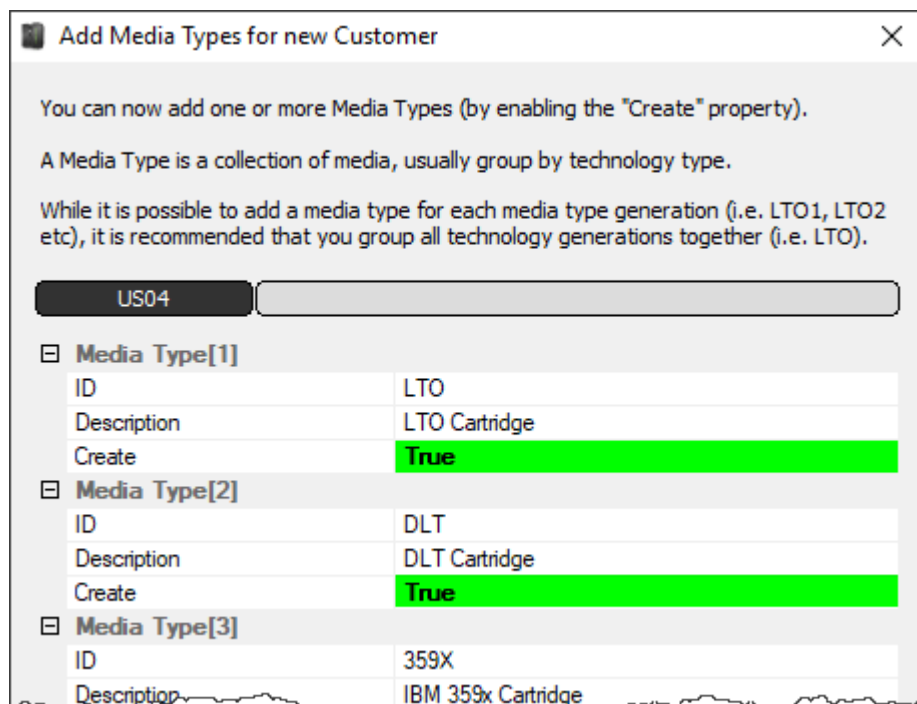 Add Media Types for new Customer
You can now add one or more Media Types (by enabling the "Create" property).
A Media Type is a collection of media, usually group by technology type.
While it is possible to add a media type for each media type generation (i.e. LTO1, LTO2
etc), it is recommended that you group all technology generations together (i.e. LTO).
US04
Media Type[1]
ID LTO
Description LTO Cartridge
Create True
Media Type[2]
ID DLT
Description DLT Cartridge
Create True
Media Type[3]
ID 359X
Description IBM 359x Cartridge